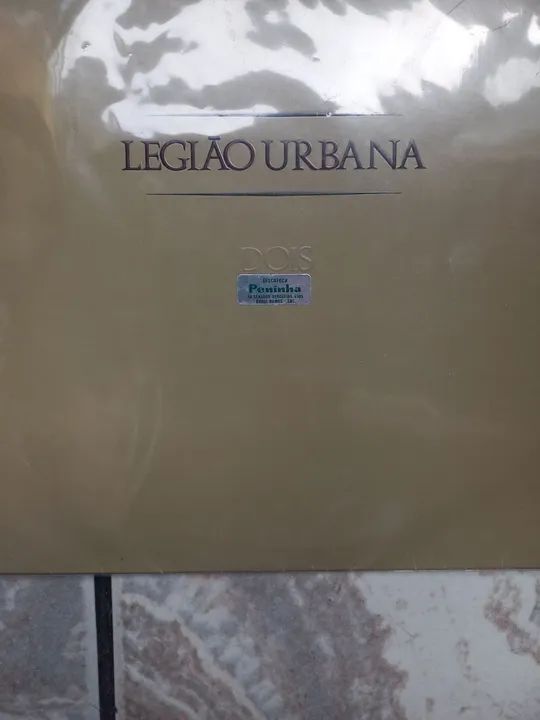 LEGIÃO URBANA
DOIS
Discoteca
Peninha